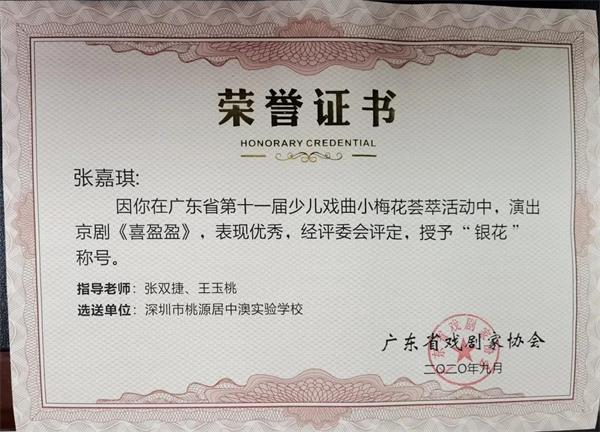 荣誉证书
HONORARY CREDENTIAL
张嘉琪:
因你在广东省第十一届少儿戏曲小梅花荟萃活动中，演出
京剧《喜盈盈》，表现优秀，经评委会评定，授予“银花”
称号。
指导老师：张双捷、王玉桃
选送单位：深圳市桃源居中澳实验学校
广东省戏剧家协会
二〇二〇年九月